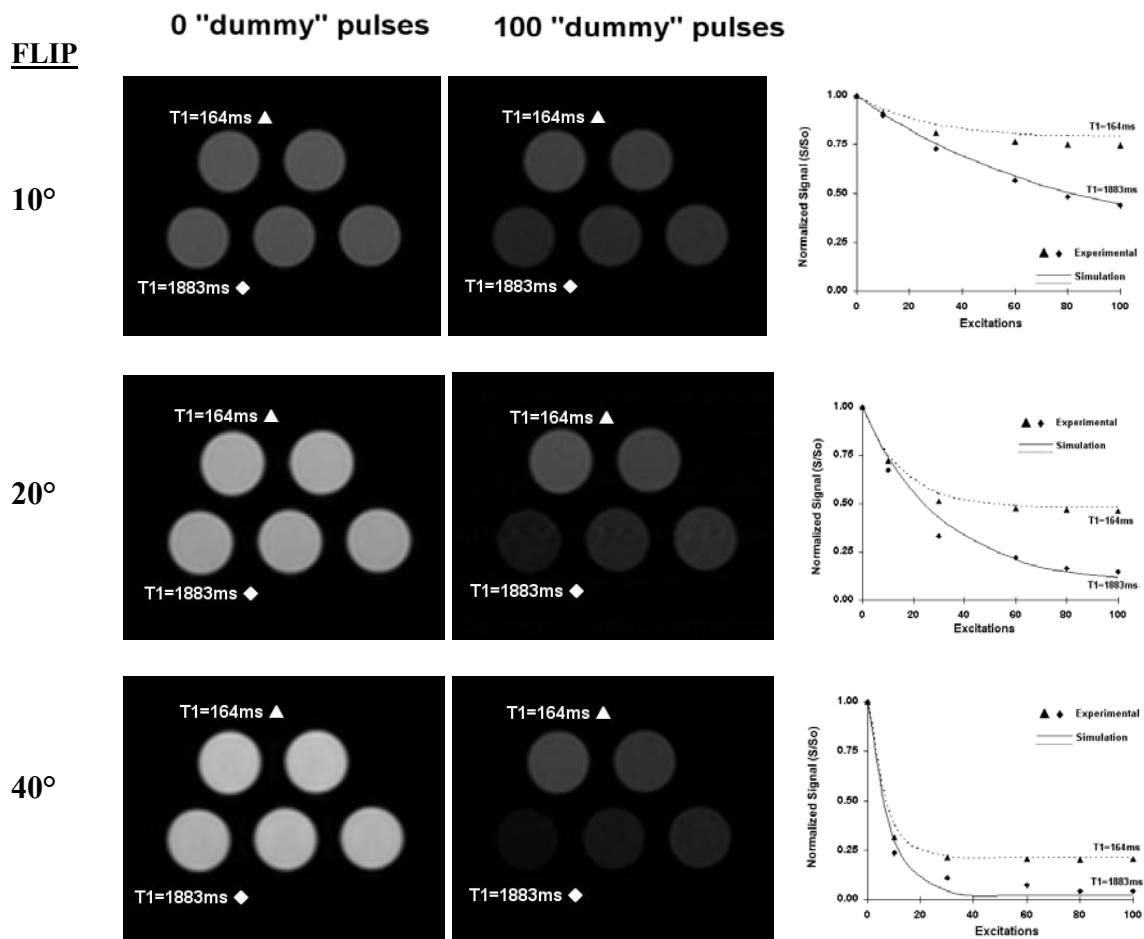 0 "dummy" pulses
100 "dummy" pulses
FLIP
10°
T1=164ms ▲
T1=1883ms ◆
T1=164ms ▲
T1=1883ms ◆
Normalized Signal (S/So)
1.00
0.75
0.50
0.25
0.00
T1=164ms
T1=1883ms
▲ ◆ Experimental
Simulation
0 20 40 60 80 100
Excitations
20°
T1=164ms ▲
T1=1883ms ◆
T1=164ms ▲
T1=1883ms ◆
Normalized Signal (S/So)
1.00
0.75
0.50
0.25
0.00
▲ ◆ Experimental
Simulation
T1=164ms
T1=1883ms
0 20 40 60 80 100
Excitations
40°
T1=164ms ▲
T1=1883ms ◆
T1=164ms ▲
T1=1883ms ◆
Normalized Signal (S/So)
1.00
0.75
0.50
0.25
0.00
▲ ◆ Experimental
Simulation
T1=164ms
T1=1883ms
0 20 40 60 80 100
Excitations